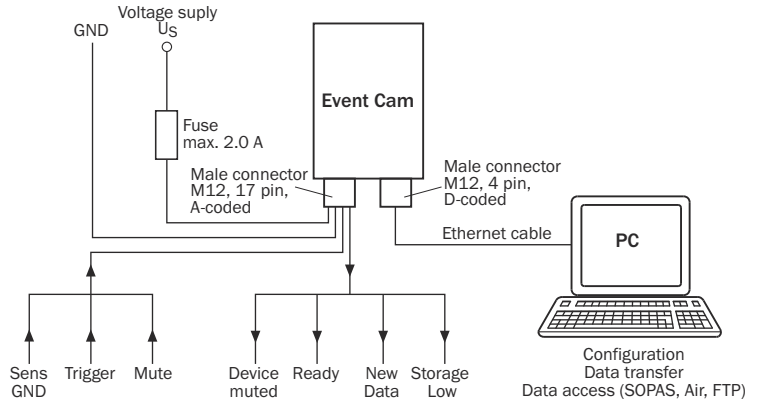 Voltage suply
GND
US
Event Cam
Fuse
max. 2.0 A
Male connector
M12, 17 pin,
A-coded
Male connector
M12, 4 pin,
D-coded
Ethernet cable
PC
Sens
GND
Trigger
Mute
Device
muted
Ready
New
Data
Storage
Low
Configuration
Data transfer
Data access (SOPAS, Air, FTP)